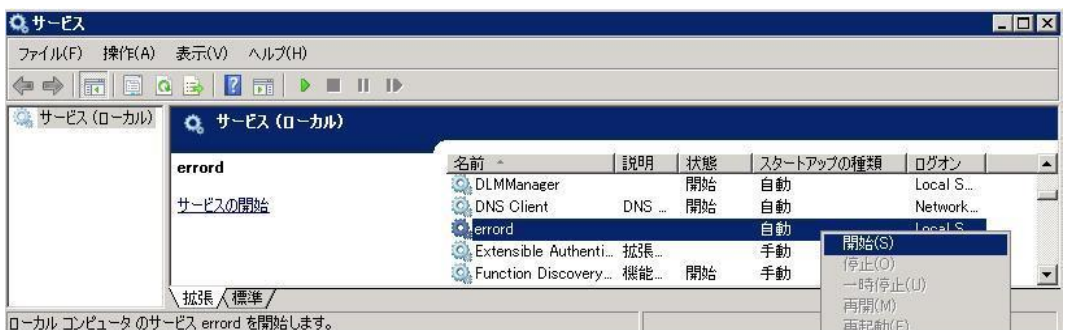 サービス
ファイル(F) 操作(A) 表示(V) ヘルプ(H)
サービス (ローカル)
サービス (ローカル)
errord
サービスの開始
名前 説明 状態 スタートアップの種類 ログオン
DLMManager 開始 自動 Local S...
DNS Client DNS ... 開始 自動 Network...
errord 自動 Local S...
Extensible Authenti... 拡張... 手動
Function Discovery... 機能... 開始 手動
開始(S)
停止(O)
一時停止(U)
再開(M)
再起動(E)
拡張 標準
ローカル コンピュータ のサービス errord を開始します。